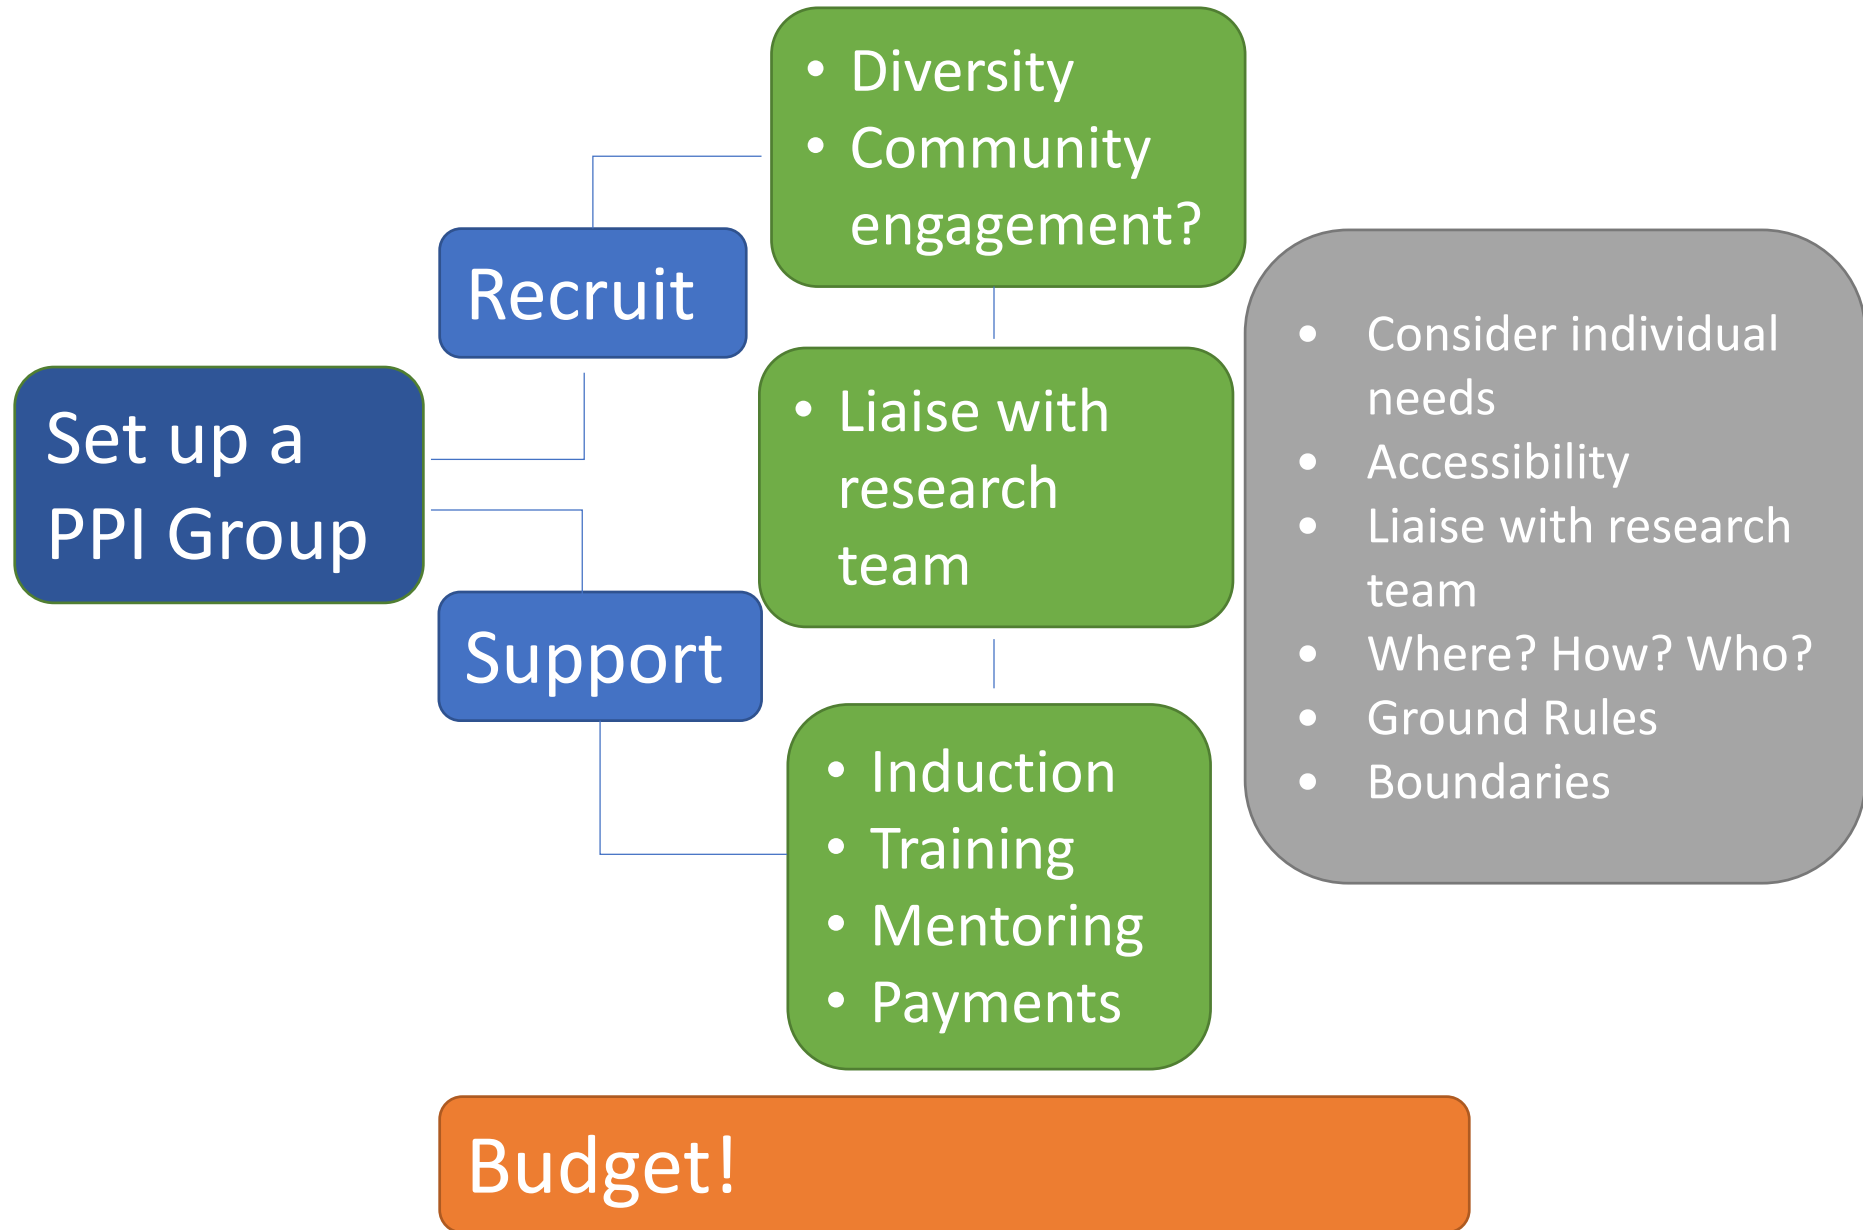 Set up a
PPI Group
Recruit
Support
• Diversity
• Community
engagement?
• Liaise with
research
team
• Induction
• Training
• Mentoring
• Payments
• Consider individual
needs
• Accessibility
• Liaise with research
team
• Where? How? Who?
• Ground Rules
• Boundaries
Budget!